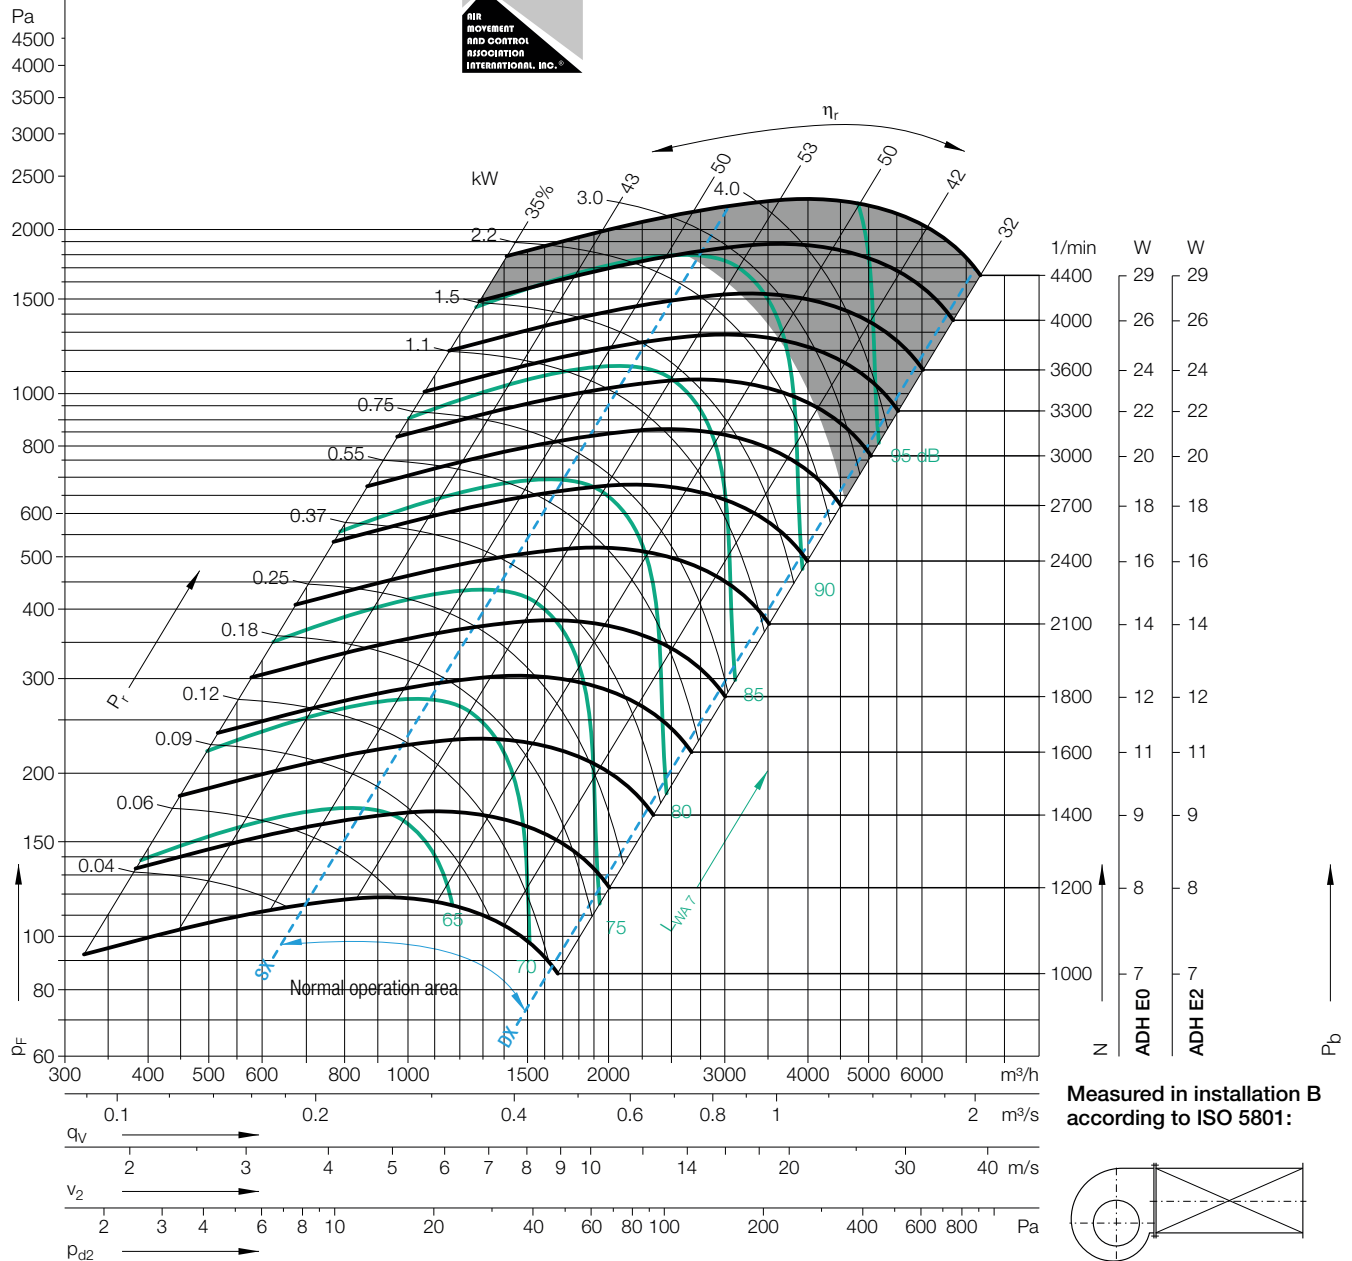 Pa
AIR
MOVEMENT
AND CONTROL
ASSOCIATION
INTERNATIONAL, INC.®
4500
4000
3500
3000
2500
2000
1500
1000
800
600
500
400
300
200
150
100
80
60
pF
ηr
kW
35%
43
50
53
50
42
32
4.0
3.0
2.2
1.5
1.1
0.75
0.55
0.37
0.25
0.18
0.12
0.09
0.06
0.04
Pr
95 dB
90
85
80
75
70
65
LWA 7
SX
DX
Normal operation area
1/min W W
4400 29 29
4000 26 26
3600 24 24
3300 22 22
3000 20 20
2700 18 18
2400 16 16
2100 14 14
1800 12 12
1600 11 11
1400 9 9
1200 8 8
1000 7 7
N
ADH E0
ADH E2
Pb
300 400 500 600 800 1000 1500 2000 3000 4000 5000 6000 m³/h
0.1 0.2 0.4 0.6 0.8 1 2 m³/s
qV
2 3 4 5 6 7 8 9 10 14 20 30 40 m/s
v2
2 3 4 6 8 10 20 40 60 80 100 200 400 600 800 Pa
pd2
Measured in installation B
according to ISO 5801: